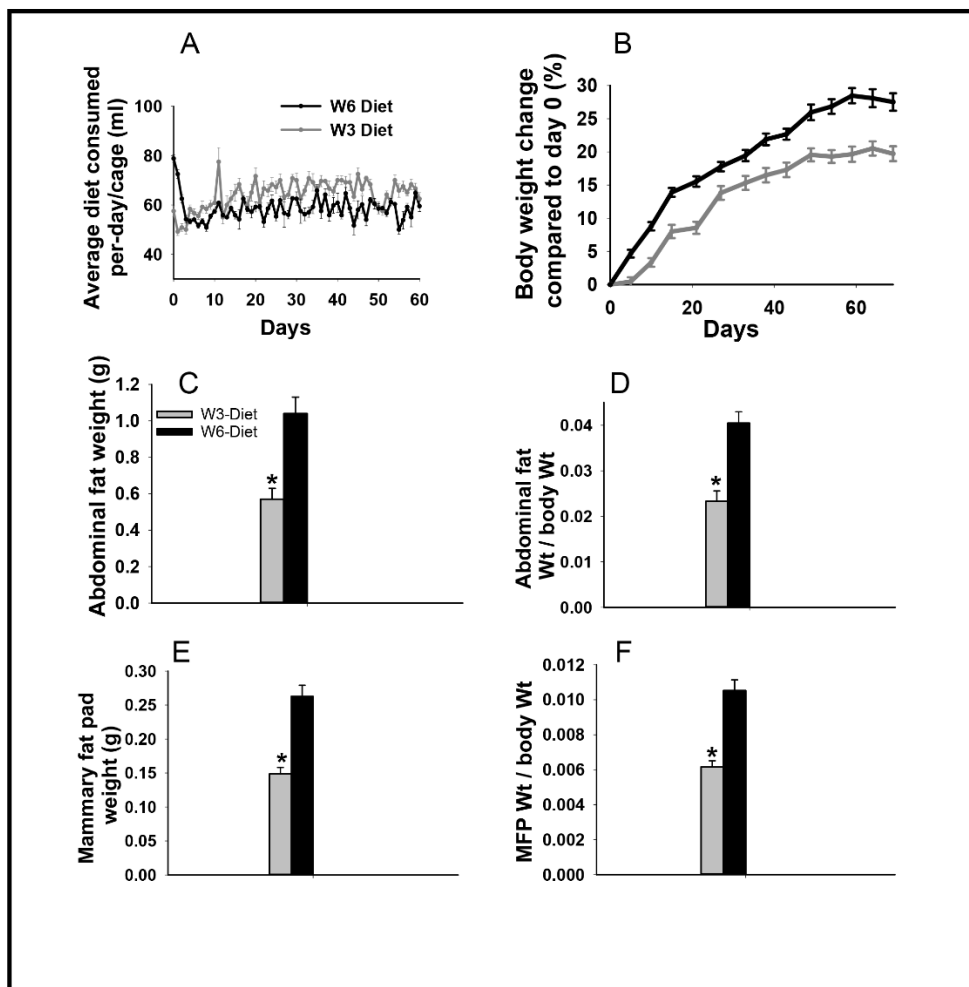 A
Average diet consumed
per-day/cage (ml)
100
80
60
40
W6 Diet
W3 Diet
0 10 20 30 40 50 60
Days
B
Body weight change
compared to day 0 (%)
30
25
20
15
10
5
0
0 20 40 60
Days
C
Abdominal fat weight (g)
1.2
1.0
0.8
0.6
0.4
0.2
0.0
W3-Diet
W6-Diet
*
D
Abdominal fat
Wt / body Wt
0.04
0.03
0.02
0.01
0.00
*
E
Mammary fat pad
weight (g)
0.30
0.25
0.20
0.15
0.10
0.05
0.00
*
F
MFP Wt / body Wt
0.012
0.010
0.008
0.006
0.004
0.002
0.000
*